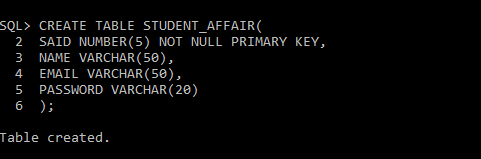 SQL> CREATE TABLE STUDENT_AFFAIR(
2 SAID NUMBER(5) NOT NULL PRIMARY KEY,
3 NAME VARCHAR(50),
4 EMAIL VARCHAR(50),
5 PASSWORD VARCHAR(20)
6 );
Table created.